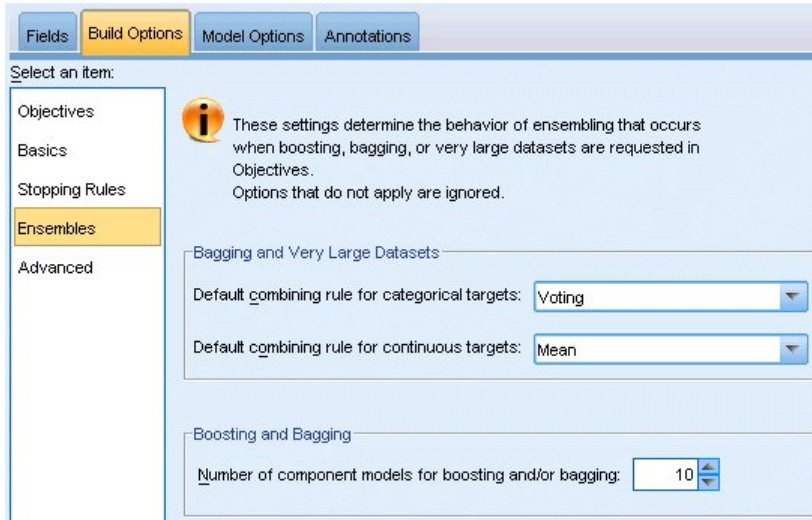 Fields Build Options Model Options Annotations
Select an item:
Objectives
Basics
Stopping Rules
Ensembles
Advanced
These settings determine the behavior of ensembling that occurs
when boosting, bagging, or very large datasets are requested in
Objectives.
Options that do not apply are ignored.
Bagging and Very Large Datasets
Default combining rule for categorical targets: Voting
Default combining rule for continuous targets: Mean
Boosting and Bagging
Number of component models for boosting and/or bagging: 10